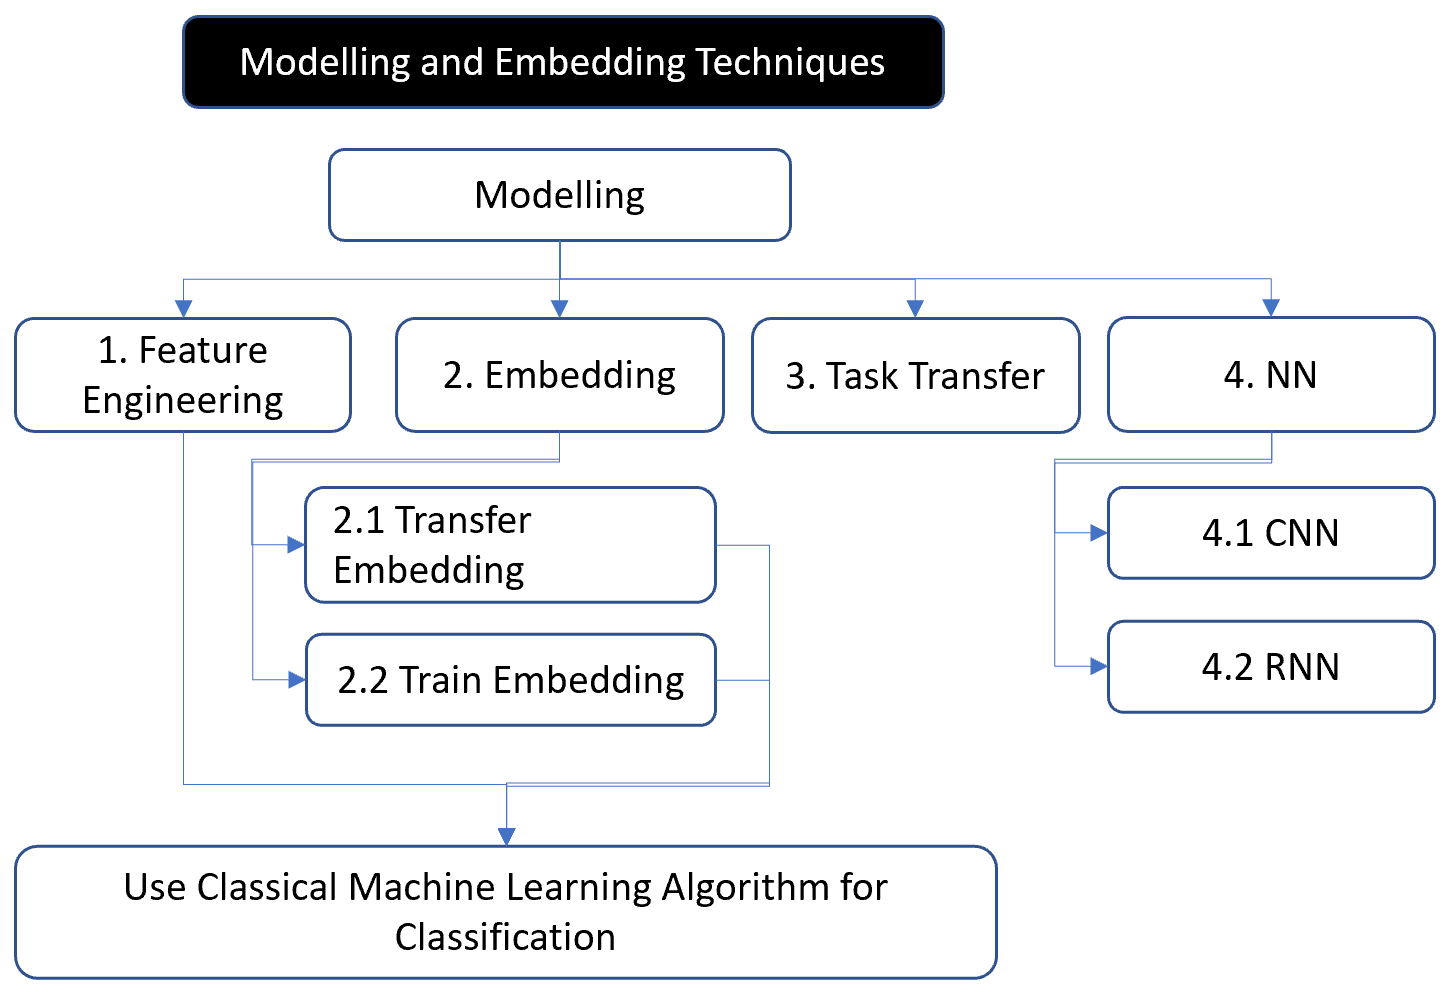 Modelling and Embedding Techniques
Modelling
1. Feature
Engineering
2. Embedding
3. Task Transfer
4. NN
2.1 Transfer
Embedding
2.2 Train Embedding
4.1 CNN
4.2 RNN
Use Classical Machine Learning Algorithm for
Classification